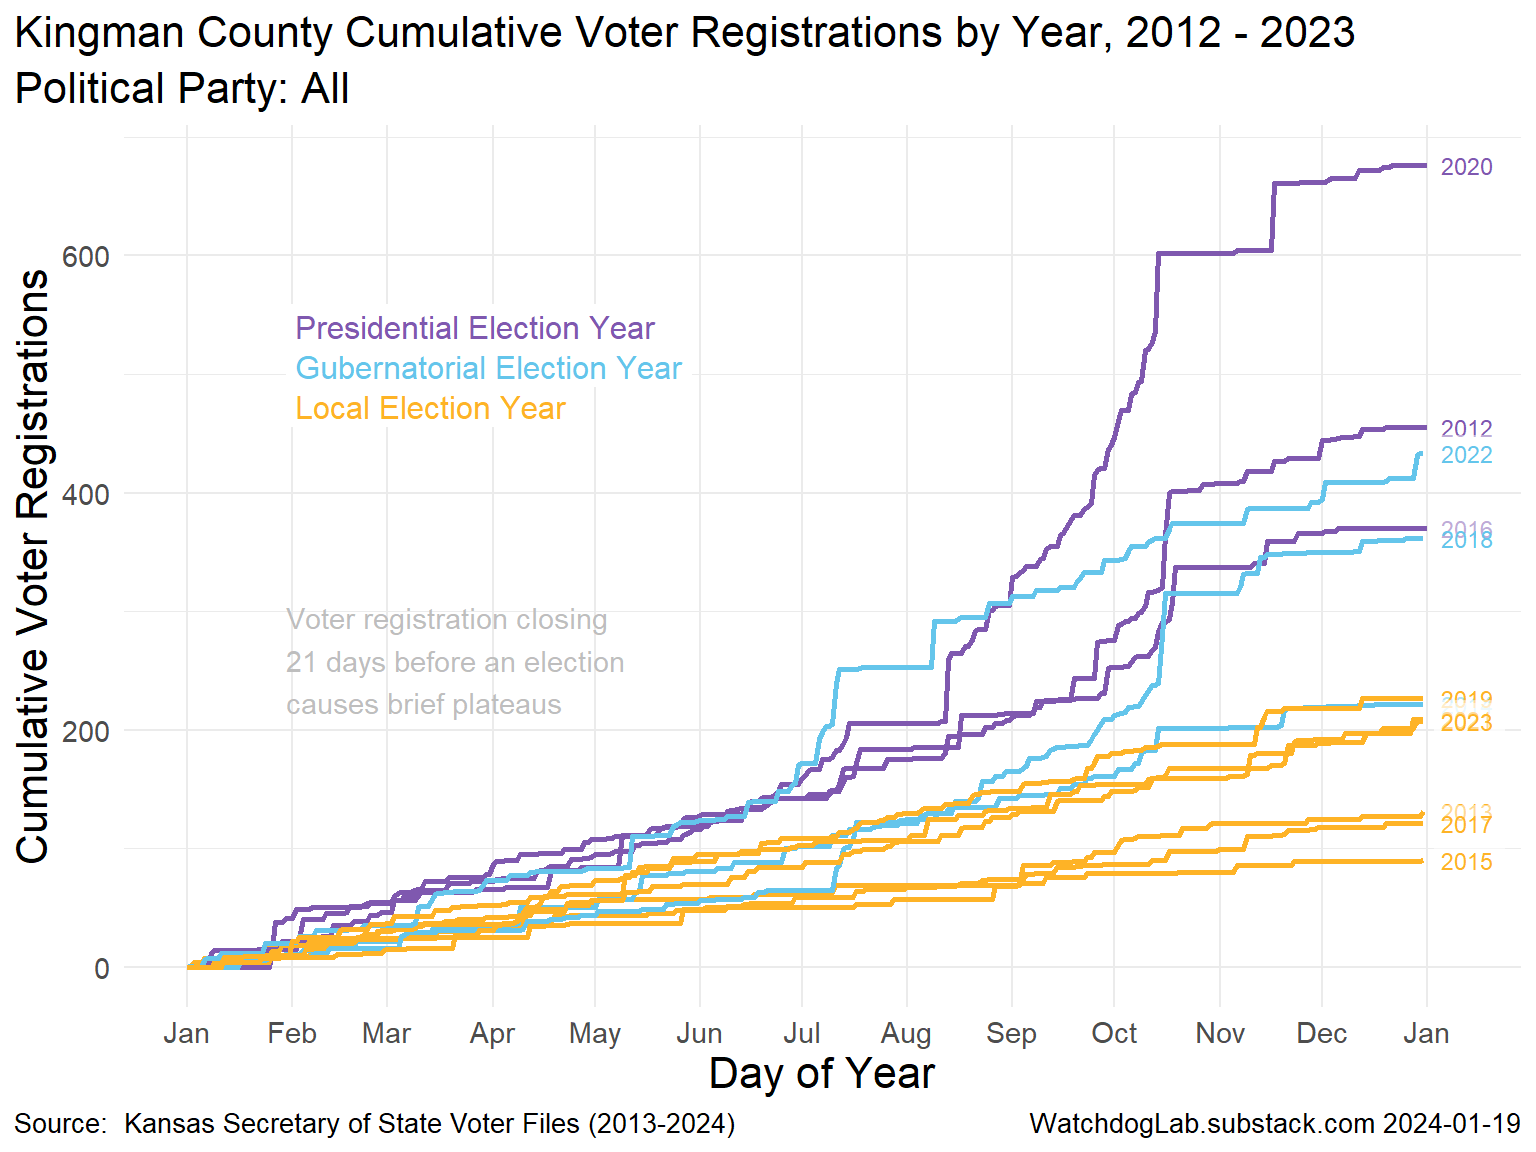 Kingman County Cumulative Voter Registrations by Year, 2012 - 2023
Political Party: All
2020
600
Presidential Election Year
Gubernatorial Election Year
Local Election Year
2012
2022
400
2016
2018
Voter registration closing
21 days before an election
causes brief plateaus
2019
200
2023
2013
2017
2015
0
Cumulative Voter Registrations
Jan Feb Mar Apr May Jun Jul Aug Sep Oct Nov Dec Jan
Day of Year
Source: Kansas Secretary of State Voter Files (2013-2024)
WatchdogLab.substack.com 2024-01-19